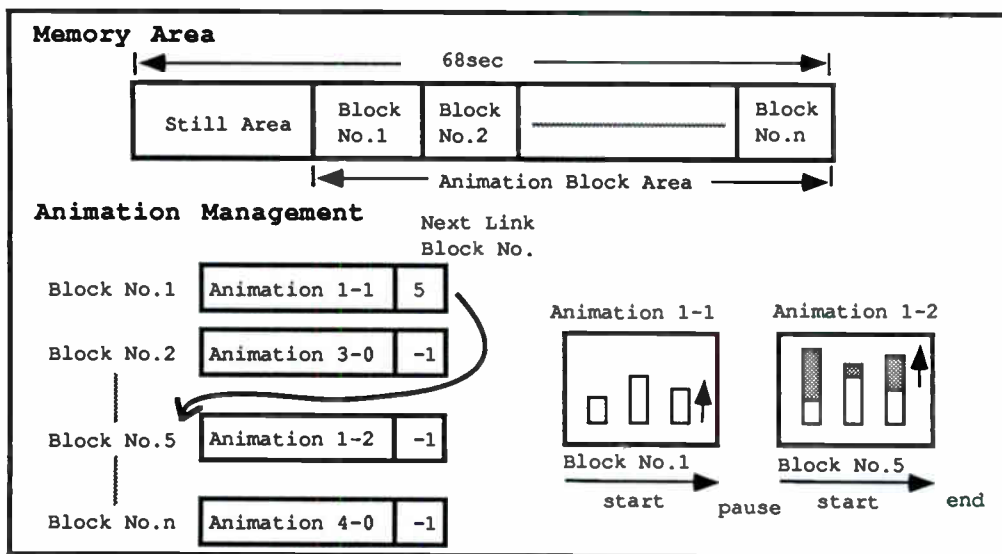 Memory Area
68sec
Still Area
Block No.1
Block No.2
Block No.n
Animation Block Area
Animation Management
Next Link
Block No.
Block No.1 Animation 1-1 5
Block No.2 Animation 3-0 -1
Block No.5 Animation 1-2 -1
Block No.n Animation 4-0 -1
Animation 1-1 Animation 1-2
Block No.1 Block No.5
start pause start end